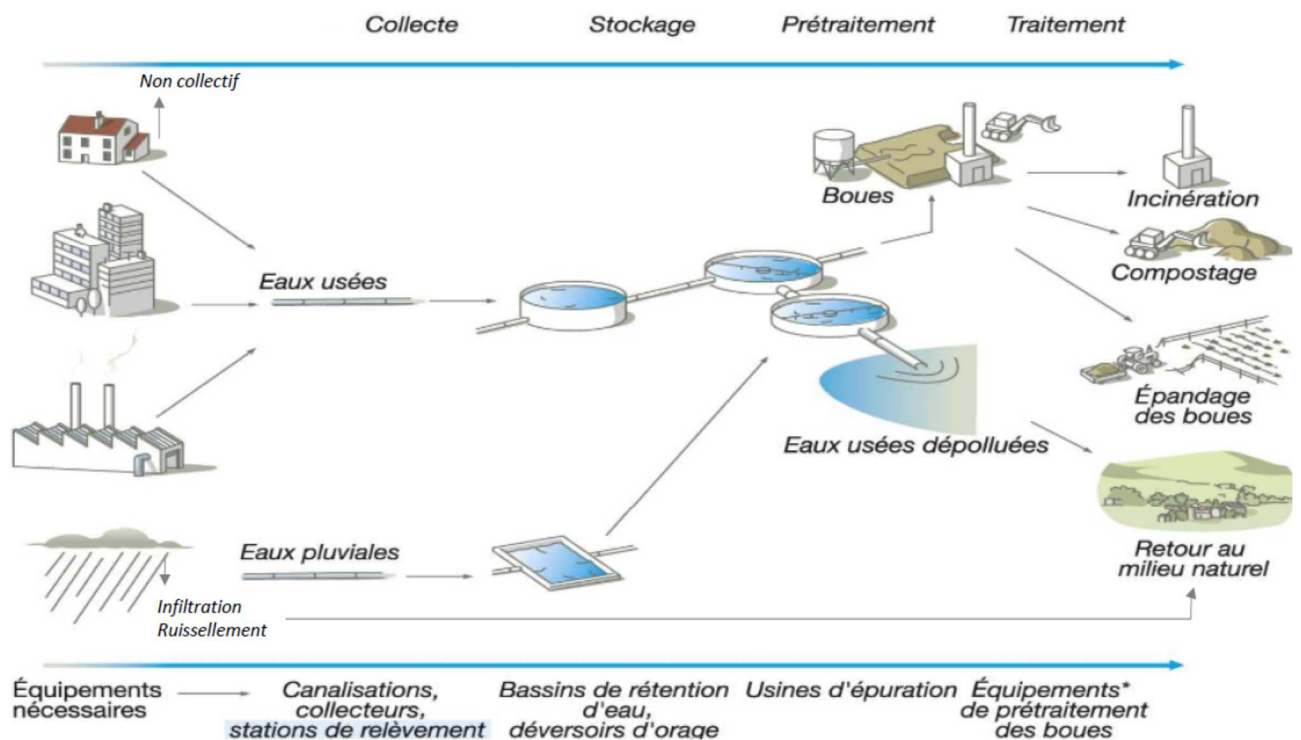 Collecte
Stockage
Prétraitement
Traitement
Non collectif
Boues
Incinération
Compostage
Eaux usées
Épandage
des boues
Eaux usées dépolluées
Eaux pluviales
Retour au
milieu naturel
Infiltration
Ruissellement
Équipements
nécessaires
Canalisations,
collecteurs,
stations de relèvement
Bassins de rétention
d'eau,
déversoirs d'orage
Usines d'épuration
Équipements*
de prétraitement
des boues